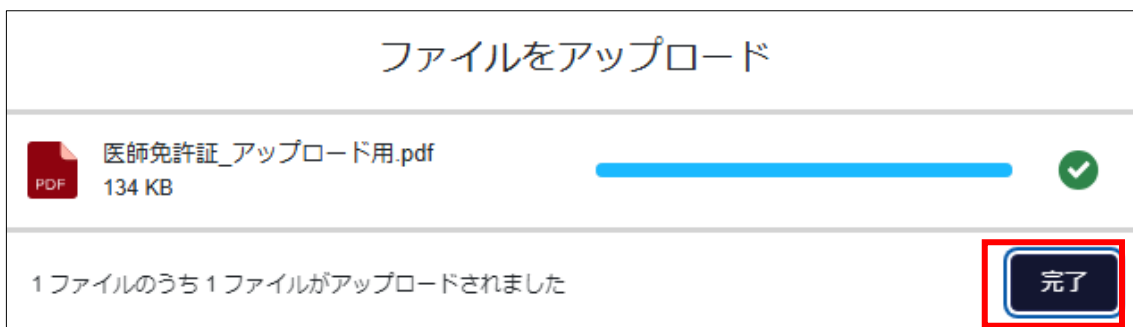 ファイルをアップロード
医師免許証_アップロード用.pdf
PDF
134 KB
1 ファイルのうち 1 ファイルがアップロードされました
完了